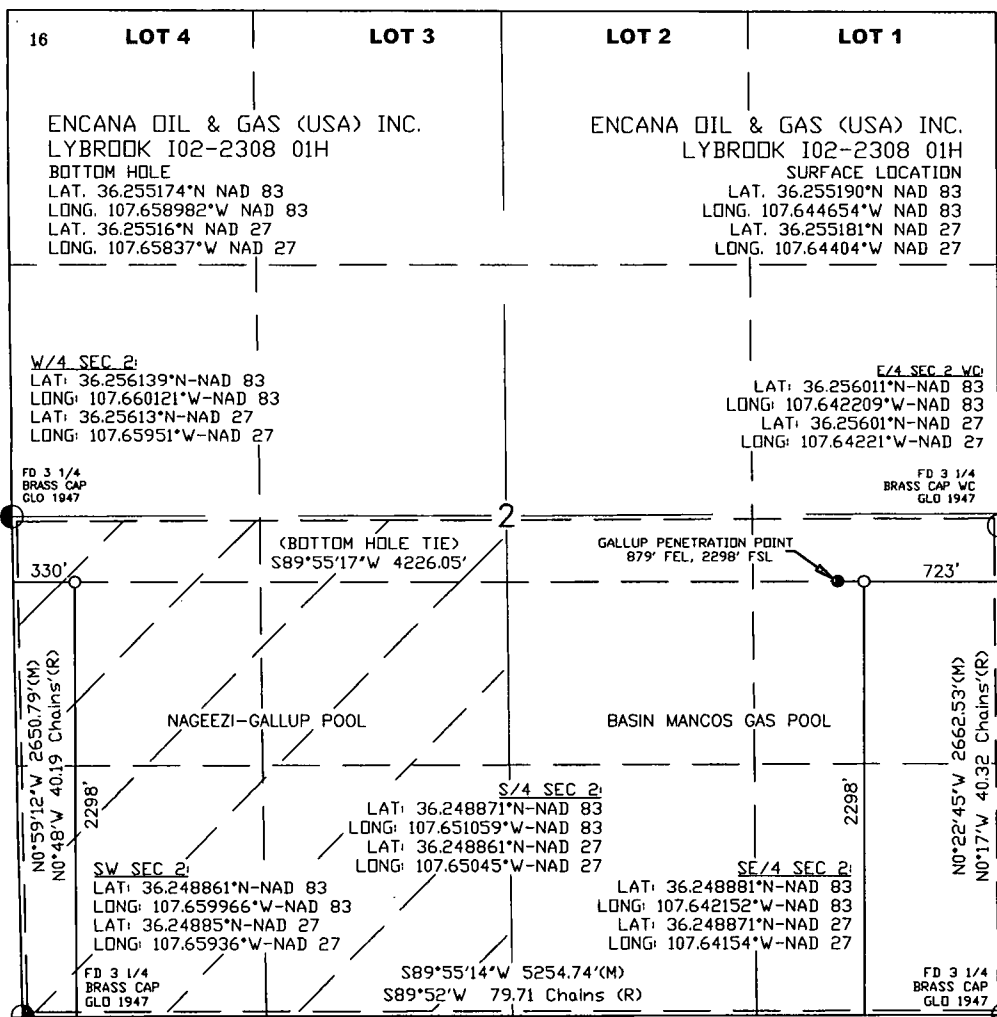 16
LOT 4
LOT 3
LOT 2
LOT 1
ENCANA OIL & GAS (USA) INC.
LYBROOK I02-2308 01H
BOTTOM HOLE
LAT. 36.255174°N NAD 83
LONG. 107.658982°W NAD 83
LAT. 36.25516°N NAD 27
LONG. 107.65837°W NAD 27
ENCANA OIL & GAS (USA) INC.
LYBROOK I02-2308 01H
SURFACE LOCATION
LAT. 36.255190°N NAD 83
LONG. 107.644654°W NAD 83
LAT. 36.255181°N NAD 27
LONG. 107.64404°W NAD 27
W/4 SEC 2:
LAT: 36.256139°N-NAD 83
LONG: 107.660121°W-NAD 83
LAT: 36.25613°N-NAD 27
LONG: 107.65951°W-NAD 27
E/4 SEC 2 WC:
LAT: 36.256011°N-NAD 83
LONG: 107.642209°W-NAD 83
LAT: 36.25601°N-NAD 27
LONG: 107.64221°W-NAD 27
FD 3 1/4
BRASS CAP
GLO 1947
FD 3 1/4
BRASS CAP WC
GLO 1947
2
(BOTTOM HOLE TIE)
S89°55'17"W 4226.05'
GALLUP PENETRATION POINT
879' FEL, 2298' FSL
330'
723'
N0°59'12"W 2650.79'(M)
N0°48'W 40.19 Chains'(R)
2298'
NAGEEZI-GALLUP POOL
BASIN MANCOS GAS POOL
2298'
N0°22'45"W 2662.53'(M)
N0°17'W 40.32 Chains'(R)
S/4 SEC 2:
LAT: 36.248871°N-NAD 83
LONG: 107.651059°W-NAD 83
LAT: 36.248861°N-NAD 27
LONG: 107.65045°W-NAD 27
SW SEC 2:
LAT: 36.248861°N-NAD 83
LONG: 107.659966°W-NAD 83
LAT: 36.24885°N-NAD 27
LONG: 107.65936°W-NAD 27
SE/4 SEC 2:
LAT: 36.248881°N-NAD 83
LONG: 107.642152°W-NAD 83
LAT: 36.248871°N-NAD 27
LONG: 107.64154°W-NAD 27
FD 3 1/4
BRASS CAP
GLO 1947
S89°55'14"W 5254.74'(M)
S89°52'W 79.71 Chains (R)
FD 3 1/4
BRASS CAP
GLO 1947